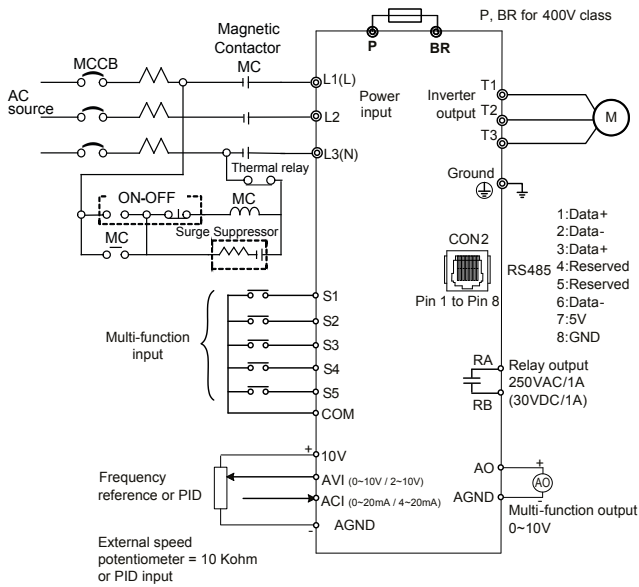 P, BR for 400V class
P
BR
Magnetic
Contactor
MCCB
MC
L1(L)
AC
source
L2
L3(N)
Power
input
Inverter
output
T1
T2
T3
M
Thermal relay
Ground
ON-OFF
MC
Surge Suppressor
MC
CON2
RS485
Pin 1 to Pin 8
1:Data+
2:Data-
3:Data+
4:Reserved
5:Reserved
6:Data-
7:5V
8:GND
Multi-function
input
S1
S2
S3
S4
S5
COM
RA
RB
Relay output
250VAC/1A
(30VDC/1A)
+
10V
Frequency
reference or PID
AVI (0~10V / 2~10V)
ACI (0~20mA / 4~20mA)
-
AGND
AO
+
AO
AGND
-
Multi-function output
0~10V
External speed
potentiometer = 10 Kohm
or PID input